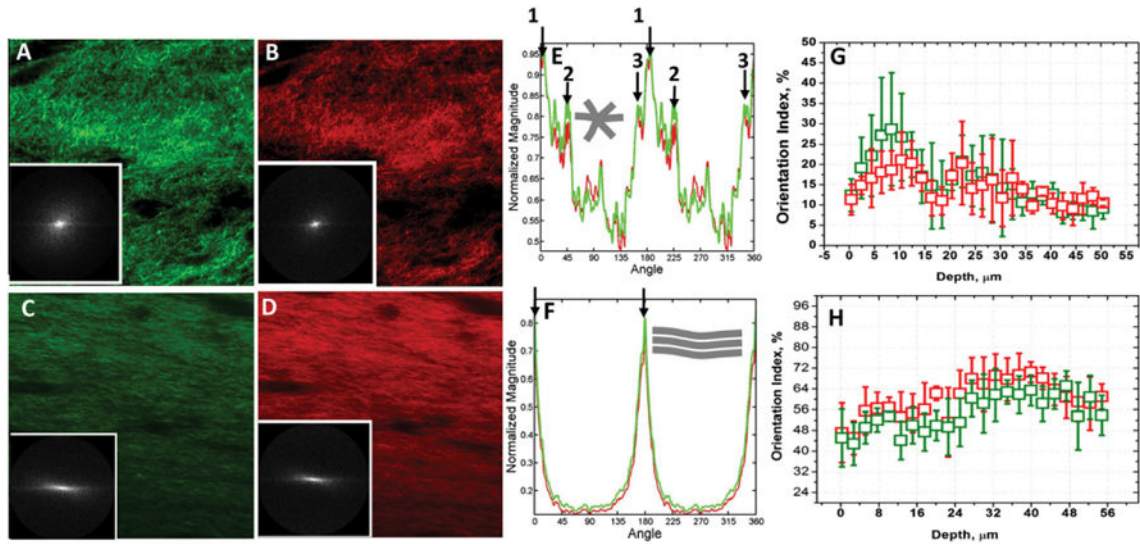 A
B
C
D
1
1
E
2
3
2
3
Normalized Magnitude
0.95
0.9
0.85
0.8
0.75
0.7
0.65
0.6
0.55
0.5
0 45 90 135 180 225 270 315 360
Angle
F
Normalized Magnitude
0.8
0.7
0.6
0.5
0.4
0.3
0.2
0 45 90 135 180 225 270 315 360
Angle
G
Orientation Index, %
50
45
40
35
30
25
20
15
10
5
0
-5 0 5 10 15 20 25 30 35 40 45 50 55
Depth, μm
H
Orientation Index, %
96
88
80
72
64
56
48
40
32
24
0 8 16 24 32 40 48 56
Depth, μm